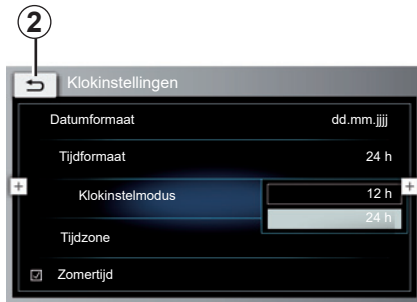 2
Klokinstellingen
Datumformaat dd.mm.jjjj
Tijdformaat 24 h
Klokinstelmodus 12 h
24 h
Tijdzone
Zomertijd